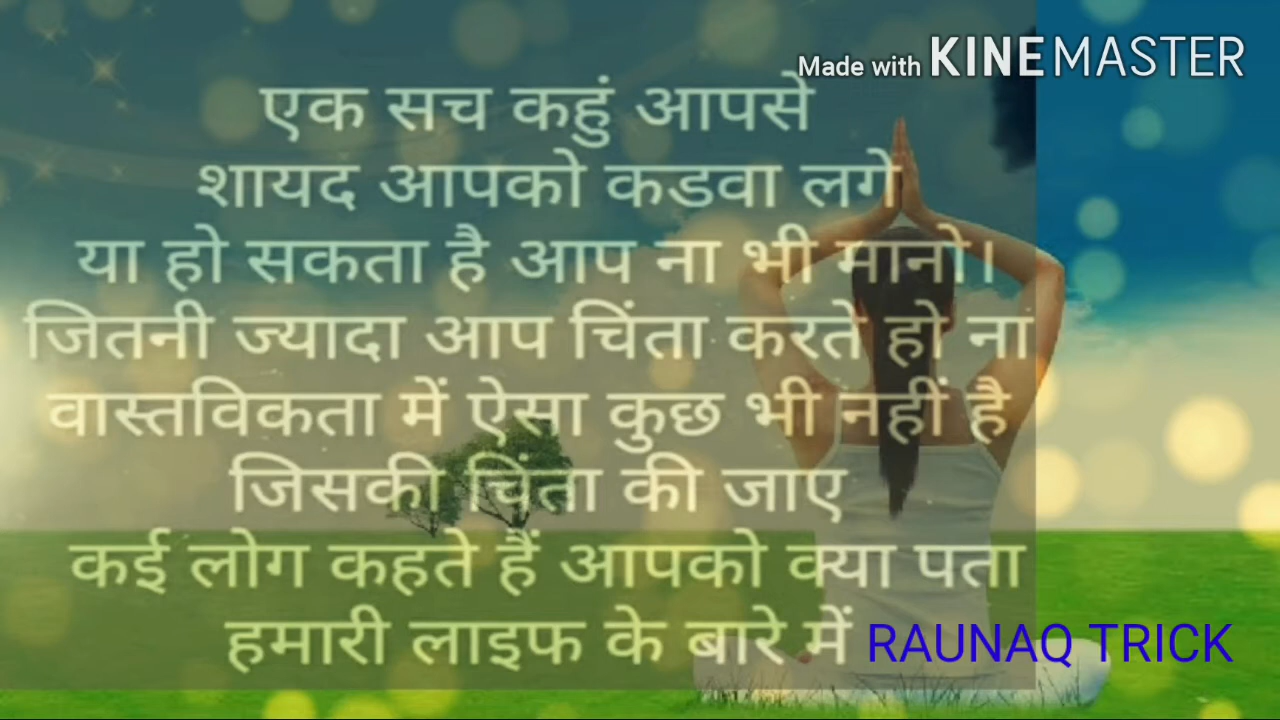 Made with KINEMASTER
एक सच कहुं आपसे
शायद आपको कडवा लगे
या हो सकता है आप ना भी मानो।
जितनी ज्यादा आप चिंता करते हो ना
वास्तविकता में ऐसा कुछ भी नहीं है
जिसकी चिंता की जाए
कई लोग कहते हैं आपको क्या पता
हमारी लाइफ के बारे में
RAUNAQ TRICK